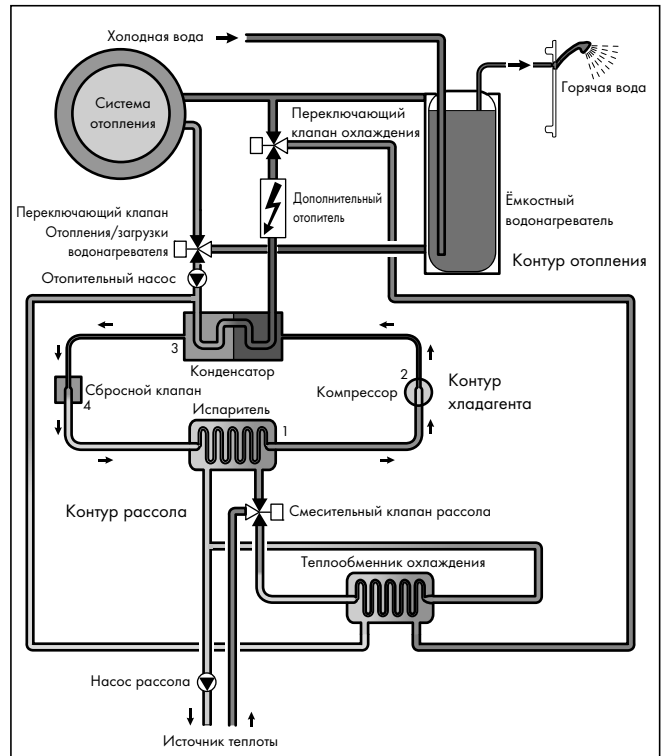 Холодная вода
Горячая вода
Система
отопления
Переключающий
клапан охлаждения
Дополнительный
отопитель
Ёмкостный
водонагреватель
Переключающий клапан
Отопления/загрузки
водонагревателя
Контур отопления
Отопительный насос
3
Конденсатор
2
Компрессор
Контур
хладагента
Сбросной клапан
4
Испаритель
1
Контур рассола
Смесительный клапан рассола
Теплообменник охлаждения
Насос рассола
Источник теплоты